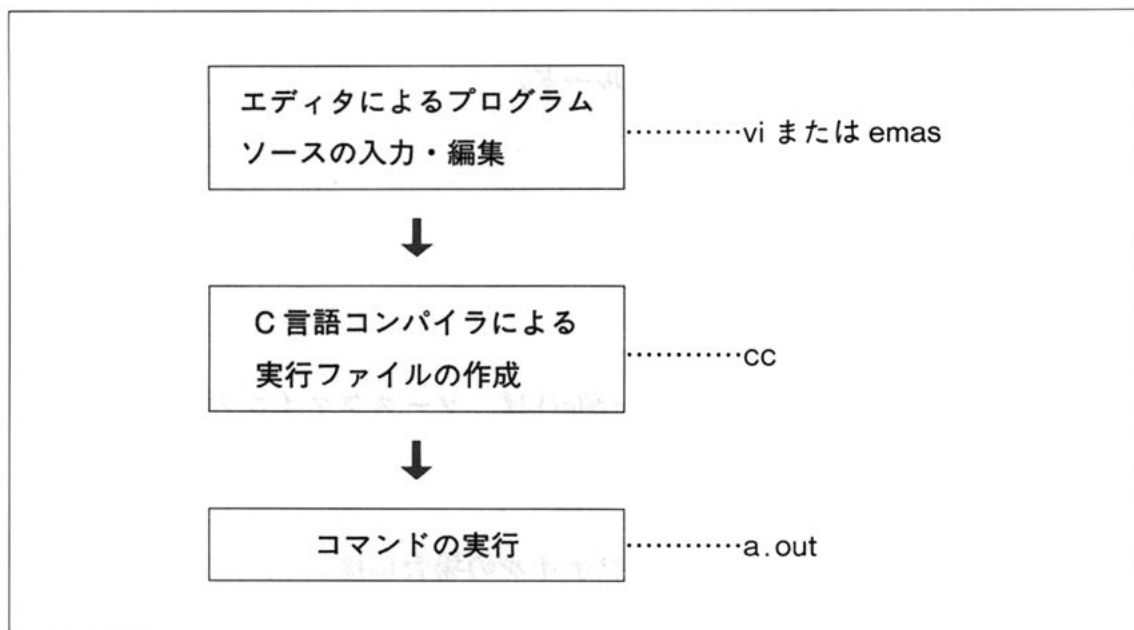 エディタによるプログラム
ソースの入力・編集
vi または emas
C 言語コンパイラによる
実行ファイルの作成
cc
コマンドの実行
a.out